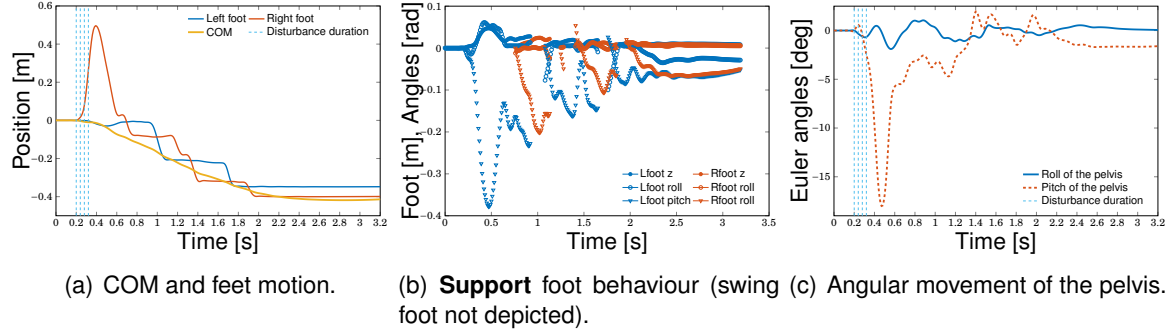 0.6
0.4
0.2
0
-0.2
-0.4
Position [m]
Left foot
Right foot
COM
Disturbance duration
0 0.2 0.4 0.6 0.8 1 1.2 1.4 1.6 1.8 2 2.2 2.4 2.6 2.8 3 3.2
Time [s]
0.1
0
-0.1
-0.2
-0.3
-0.4
Foot [m], Angles [rad]
Lfoot z
Rfoot z
Lfoot roll
Rfoot roll
Lfoot pitch
Rfoot roll
0 0.5 1 1.5 2 2.5 3 3.5
Time [s]
0
-5
-10
-15
Euler angles [deg]
Roll of the pelvis
Pitch of the pelvis
Disturbance duration
0 0.2 0.4 0.6 0.8 1 1.2 1.4 1.6 1.8 2 2.2 2.4 2.6 2.8 3 3.2
Time [s]
(a) COM and feet motion.
(b) Support foot behaviour (swing
foot not depicted).
(c) Angular movement of the pelvis.